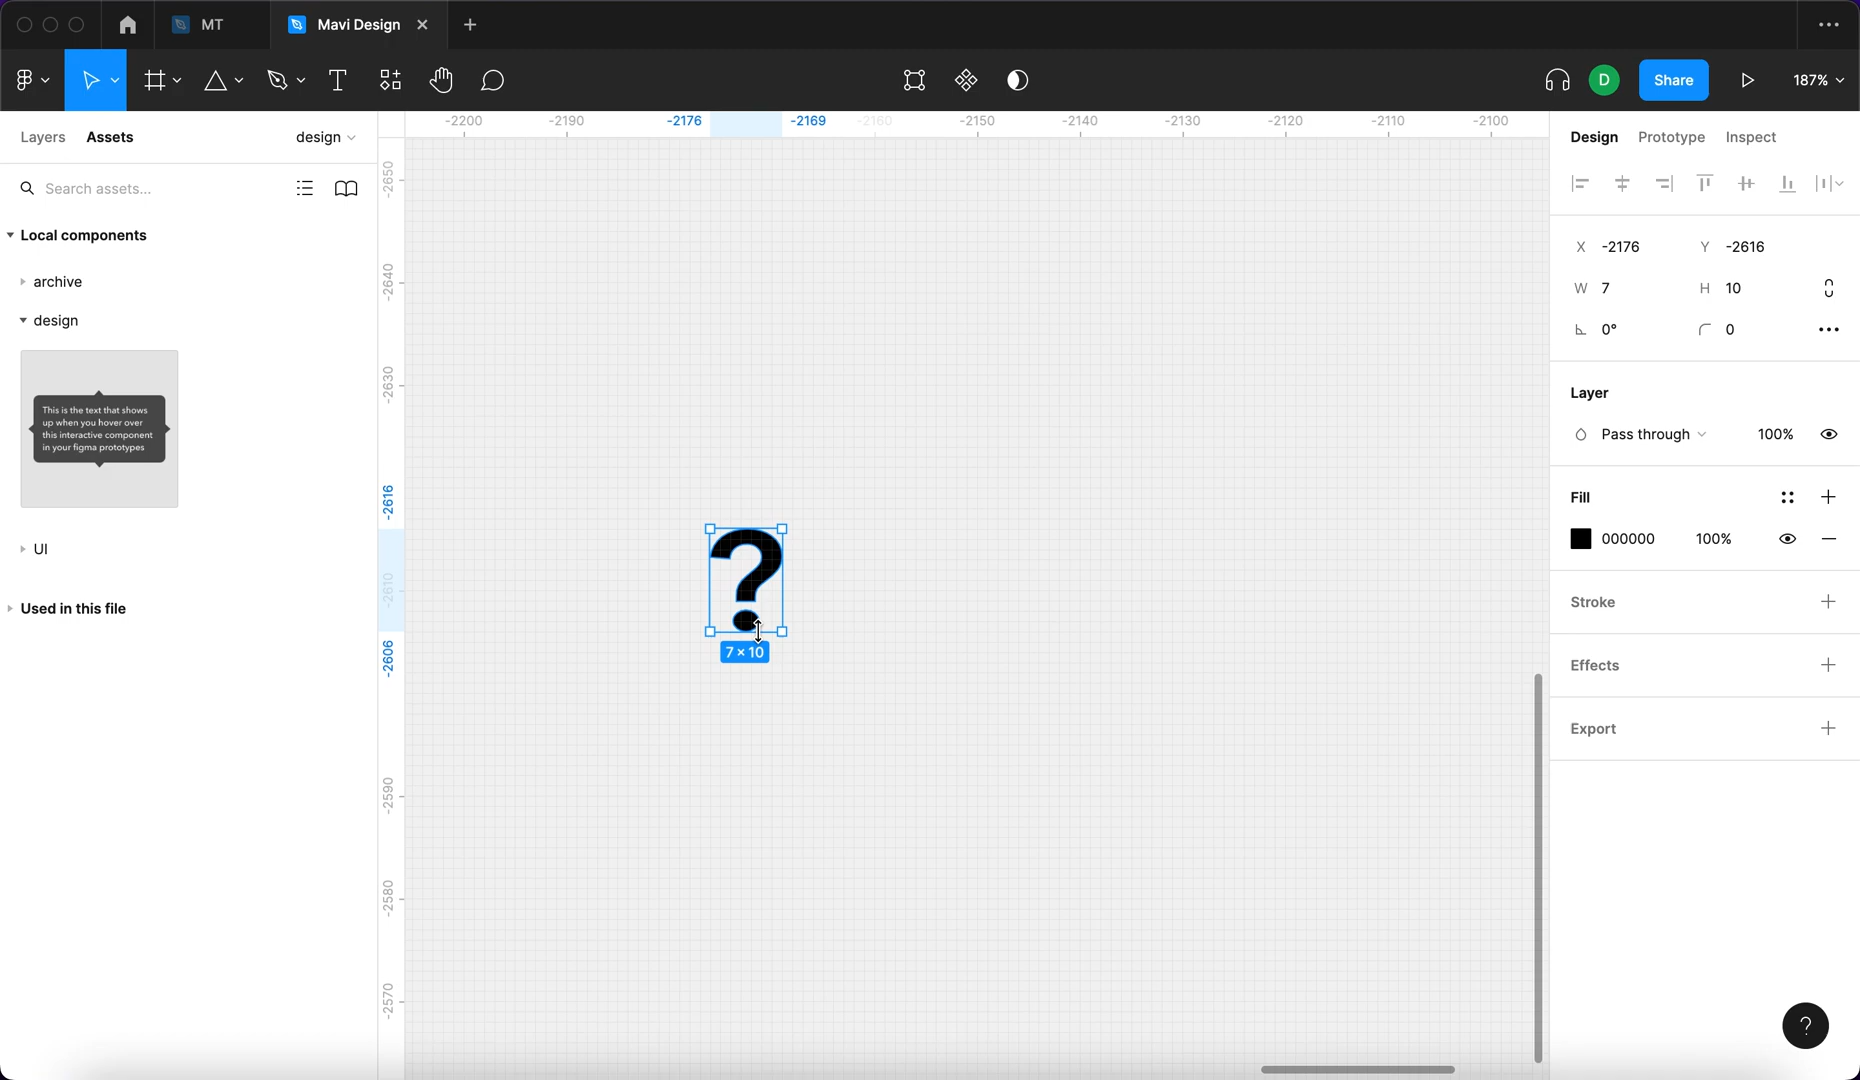 MT
Mavi Design
Share
D
187%
Layers
Assets
design
Search assets...
Local components
archive
design
This is the text that shows
up when you hover over
this interactive component
in your figma prototypes
UI
Used in this file
-2200
-2190
-2176
-2169
-2160
-2150
-2140
-2130
-2120
-2110
-2100
-2650
-2640
-2630
-2616
-2610
-2606
-2590
-2580
-2570
?
7 × 10
Design
Prototype
Inspect
X -2176
Y -2616
W 7
H 10
0°
0
Layer
Pass through
100%
Fill
000000
100%
Stroke
Effects
Export
?